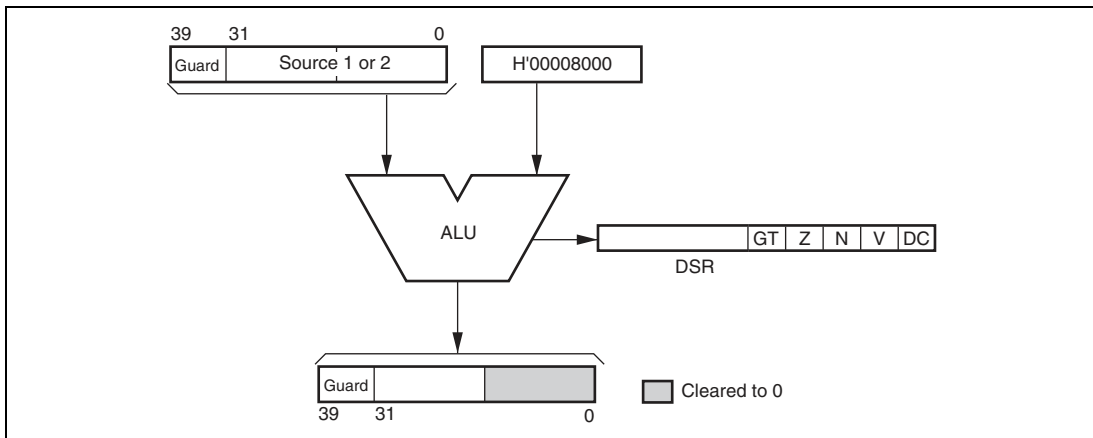 39 31 0
Guard Source 1 or 2 H'00008000
ALU
GT Z N V DC
DSR
Guard
39 31 0
Cleared to 0